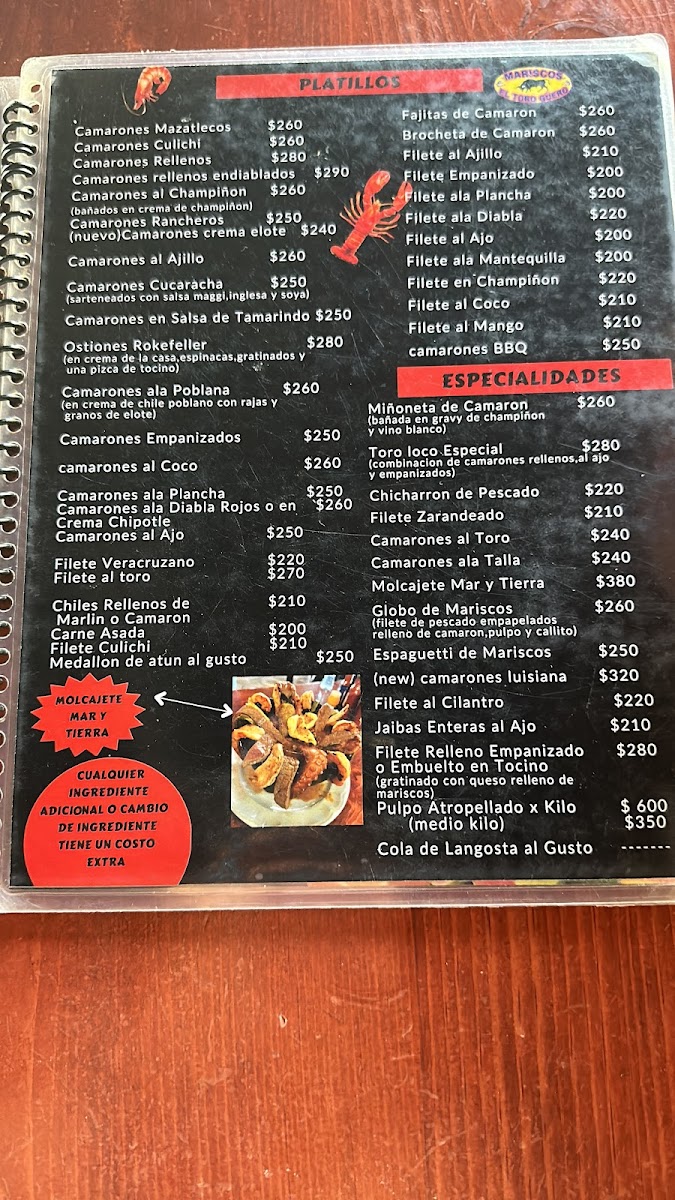 PLATILLOS
MARISCOS
EL TORO GUERO
Camarones Mazatlecos $260
Camarones Culichi $260
Camarones Rellenos $280
Camarones rellenos endiablados $290
Camarones al Champiñon $260
(bañados en crema de champiñon)
Camarones Rancheros $250
(nuevo)Camarones crema elote $240
Camarones al Ajillo $260
Camarones Cucaracha $250
(sarteneados con salsa maggi,inglesa y soya)
Camarones en Salsa de Tamarindo $250
Ostiones Rokefeller $280
(en crema de la casa,espinacas,gratinados y
una pizca de tocino)
Camarones ala Poblana $260
(en crema de chile poblano con rajas y
granos de elote)
Camarones Empanizados $250
camarones al Coco $260
Camarones ala Plancha $250
Camarones ala Diabla Rojos o en $260
Crema Chipotle
Camarones al Ajo $250
Filete Veracruzano $220
Filete al toro $270
Chiles Rellenos de $210
Marlin o Camaron
Carne Asada $200
Filete Culichi $210
Medallon de atun al gusto $250
MOLCAJETE
MAR Y
TIERRA
CUALQUIER
INGREDIENTE
ADICIONAL O CAMBIO
DE INGREDIENTE
TIENE UN COSTO
EXTRA
Fajitas de Camaron $260
Brocheta de Camaron $260
Filete al Ajillo $210
Filete Empanizado $200
Filete ala Plancha $200
Filete ala Diabla $220
Filete al Ajo $200
Filete ala Mantequilla $200
Filete en Champiñon $220
Filete al Coco $210
Filete al Mango $210
camarones BBQ $250
ESPECIALIDADES
Miñoneta de Camaron $260
(bañada en gravy de champiñon
y vino blanco)
Toro loco Especial $280
(combinacion de camarones rellenos,al ajo
y empanizados)
Chicharron de Pescado $220
Filete Zarandeado $210
Camarones al Toro $240
Camarones ala Talla $240
Molcajete Mar y Tierra $380
Globo de Mariscos $260
(filete de pescado empapelados
relleno de camaron,pulpo y callito)
Espaguetti de Mariscos $250
(new) camarones luisiana $320
Filete al Cilantro $220
Jaibas Enteras al Ajo $210
Filete Relleno Empanizado $280
o Embuelto en Tocino
(gratinado con queso relleno de
mariscos)
Pulpo Atropellado x Kilo $ 600
(medio kilo) $350
Cola de Langosta al Gusto -------